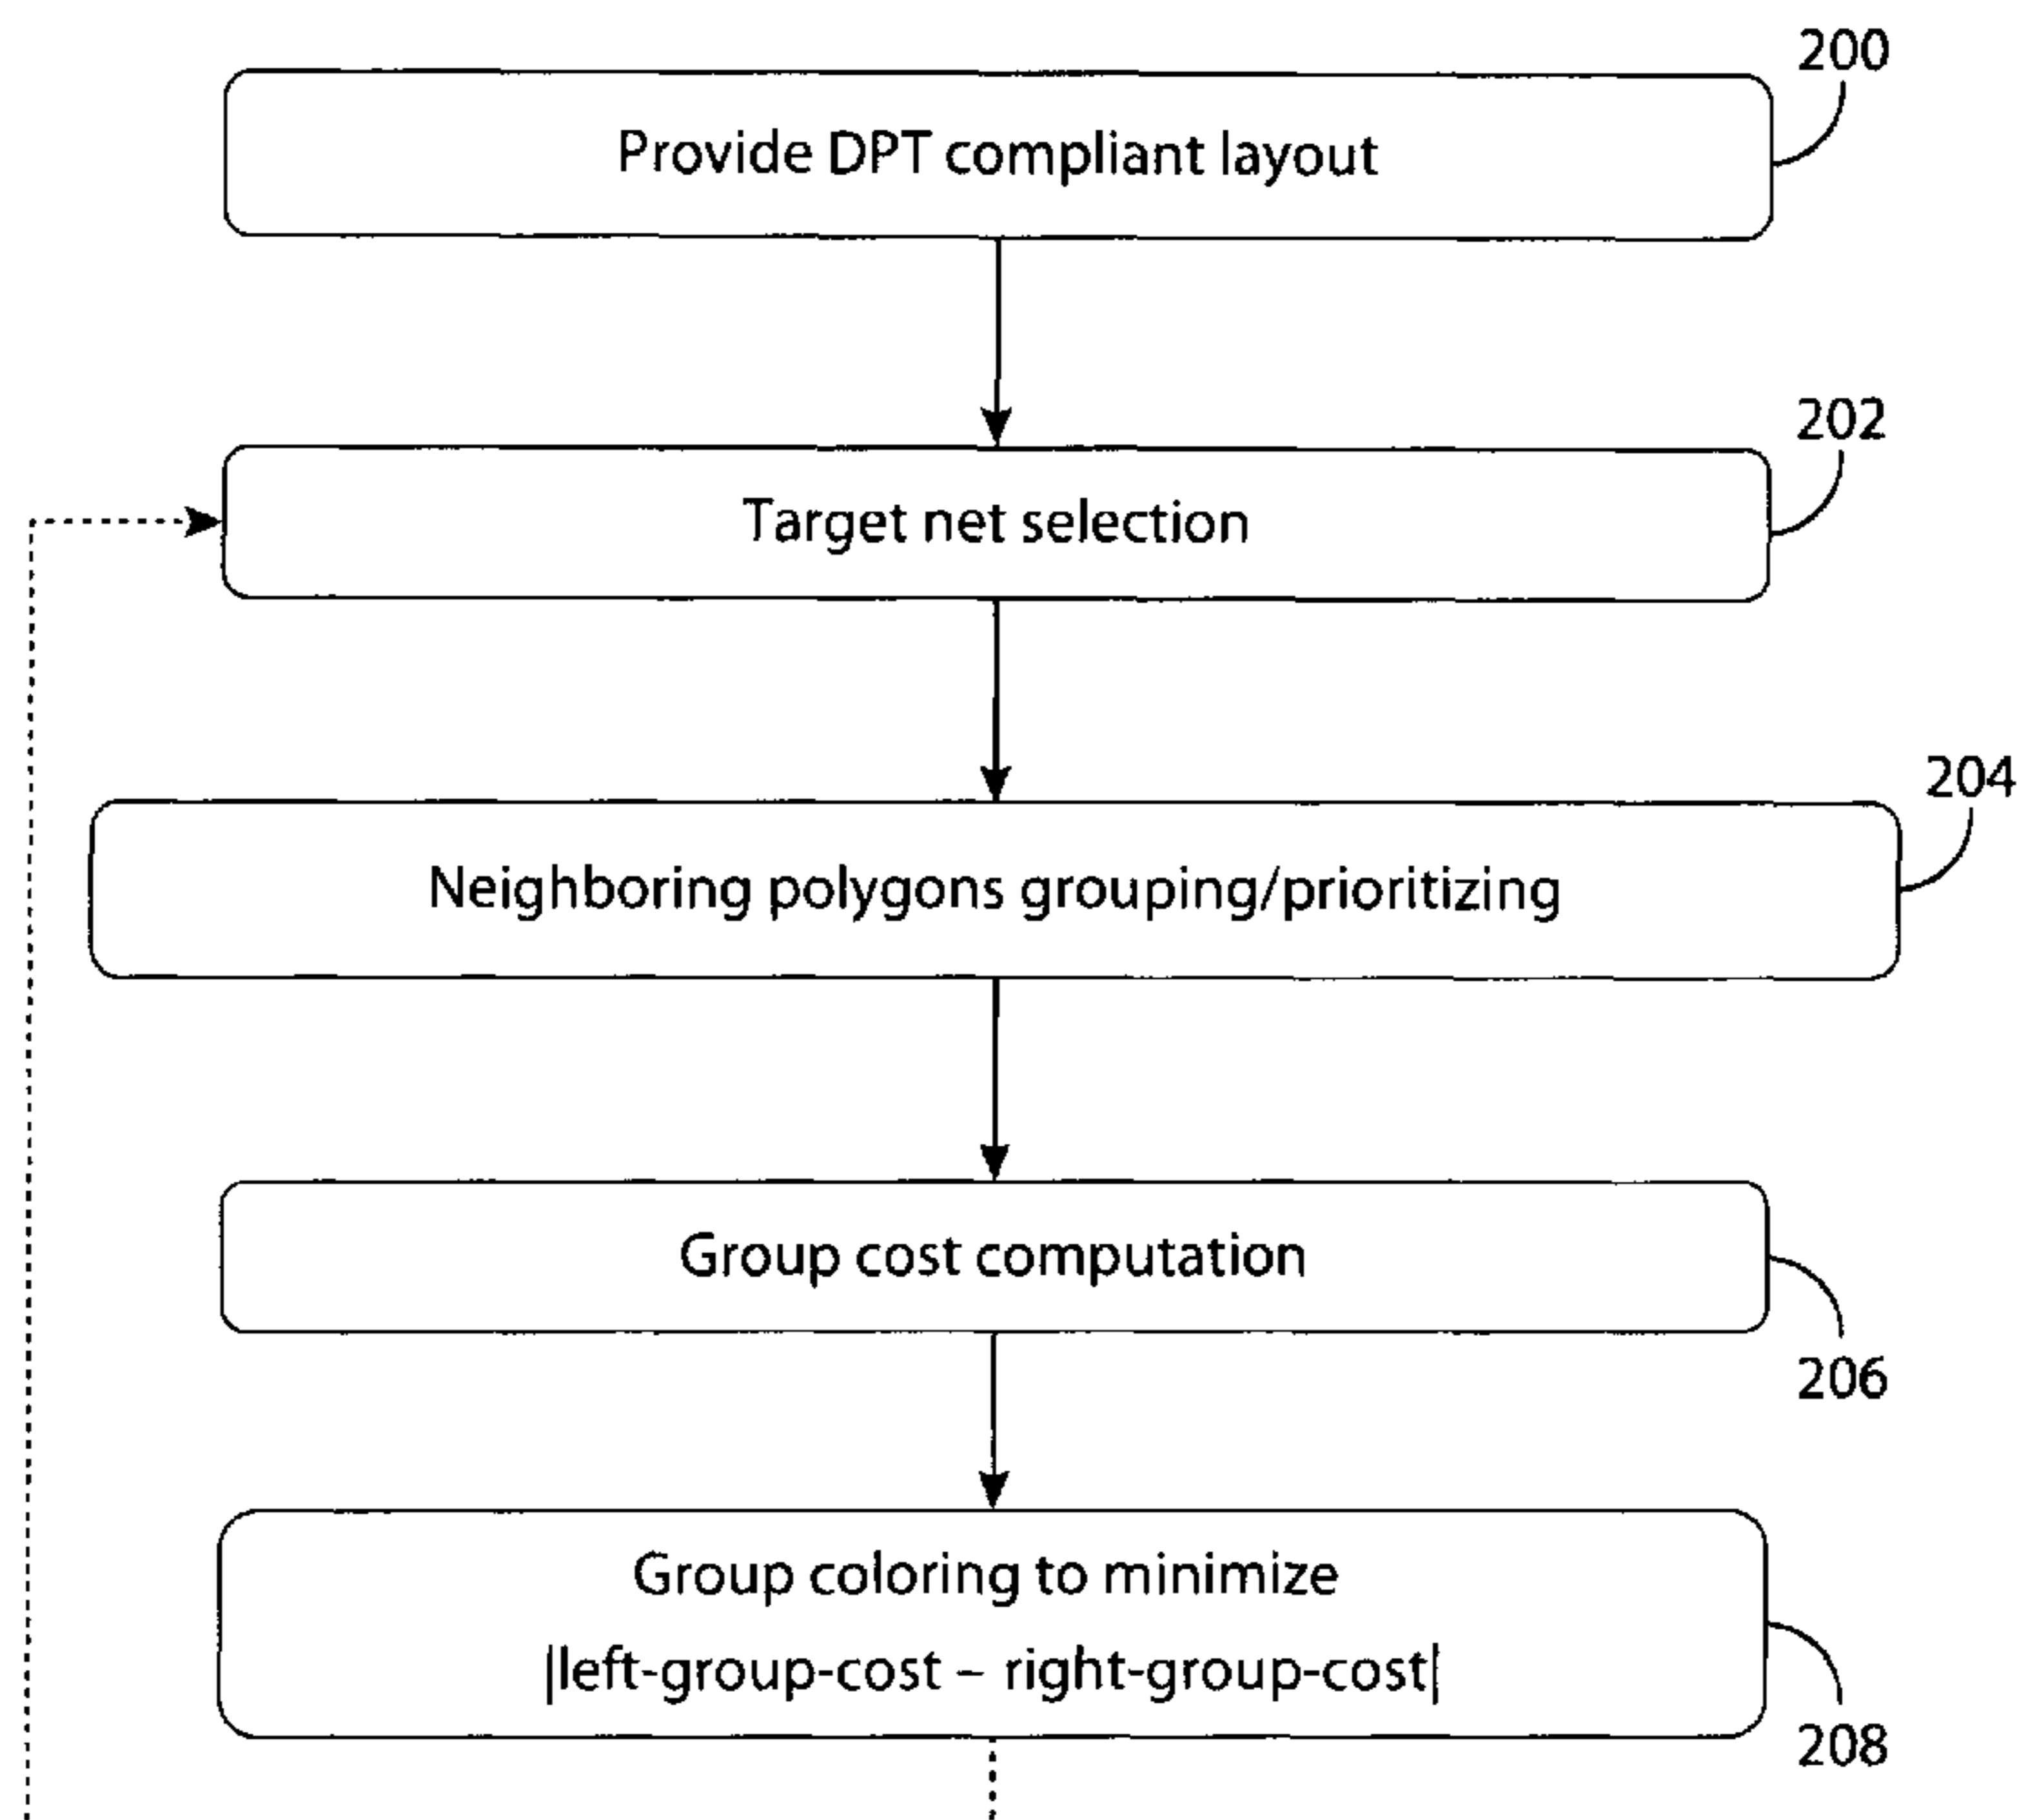 200
Provide DPT compliant layout
202
Target net selection
204
Neighboring polygons grouping/prioritizing
Group cost computation
206
Group coloring to minimize
|left-group-cost – right-group-cost|
208